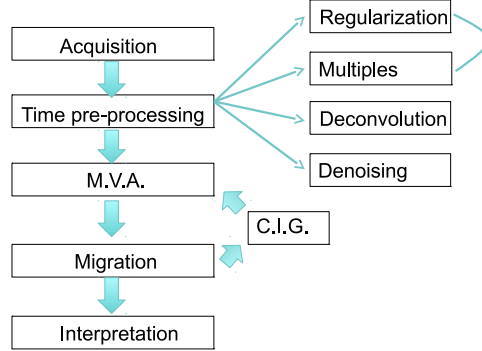 Acquisition
Time pre-processing
M.V.A.
C.I.G.
Migration
Interpretation
Regularization
Multiples
Deconvolution
Denoising